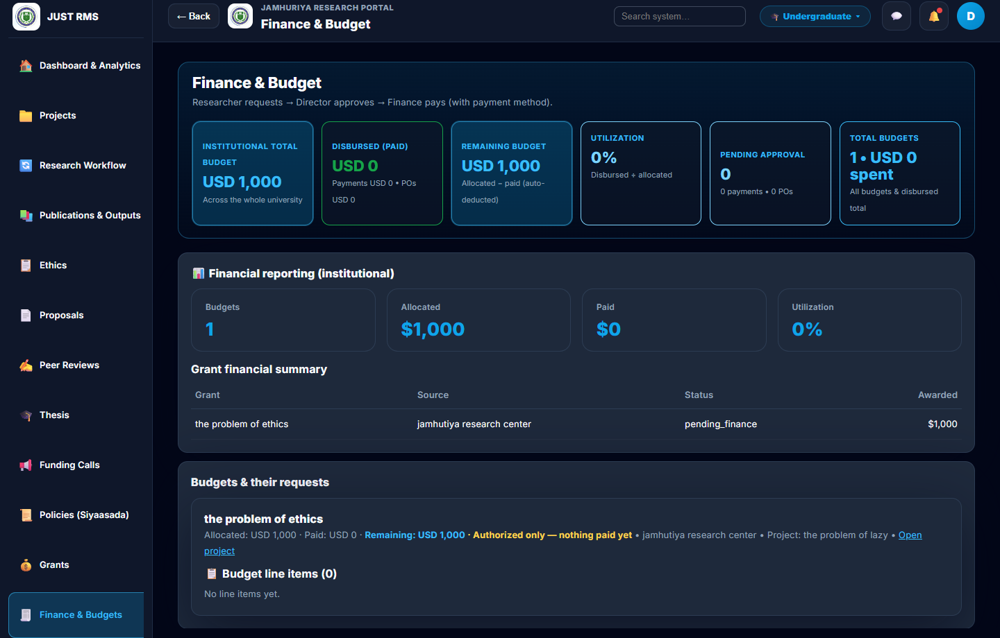 JUST RMS
Dashboard & Analytics
Projects
Research Workflow
Publications & Outputs
Ethics
Proposals
Peer Reviews
Thesis
Funding Calls
Policies (Siyaasada)
Grants
Finance & Budgets
← Back
JAMHURIYA RESEARCH PORTAL
Finance & Budget
Search system...
Undergraduate
D
Finance & Budget
Researcher requests → Director approves → Finance pays (with payment method).
INSTITUTIONAL TOTAL
BUDGET
USD 1,000
Across the whole university
DISBURSED (PAID)
USD 0
Payments USD 0 • POs
USD 0
REMAINING BUDGET
USD 1,000
Allocated − paid (auto-
deducted)
UTILIZATION
0%
Disbursed ÷ allocated
PENDING APPROVAL
0
0 payments • 0 POs
TOTAL BUDGETS
1 • USD 0
spent
All budgets & disbursed
total
Financial reporting (institutional)
Budgets
1
Allocated
$1,000
Paid
$0
Utilization
0%
Grant financial summary
Grant Source Status Awarded
the problem of ethics jamhutiya research center pending_finance $1,000
Budgets & their requests
the problem of ethics
Allocated: USD 1,000 · Paid: USD 0 · Remaining: USD 1,000 · Authorized only — nothing paid yet • jamhutiya research center • Project: the problem of lazy • Open
project
Budget line items (0)
No line items yet.